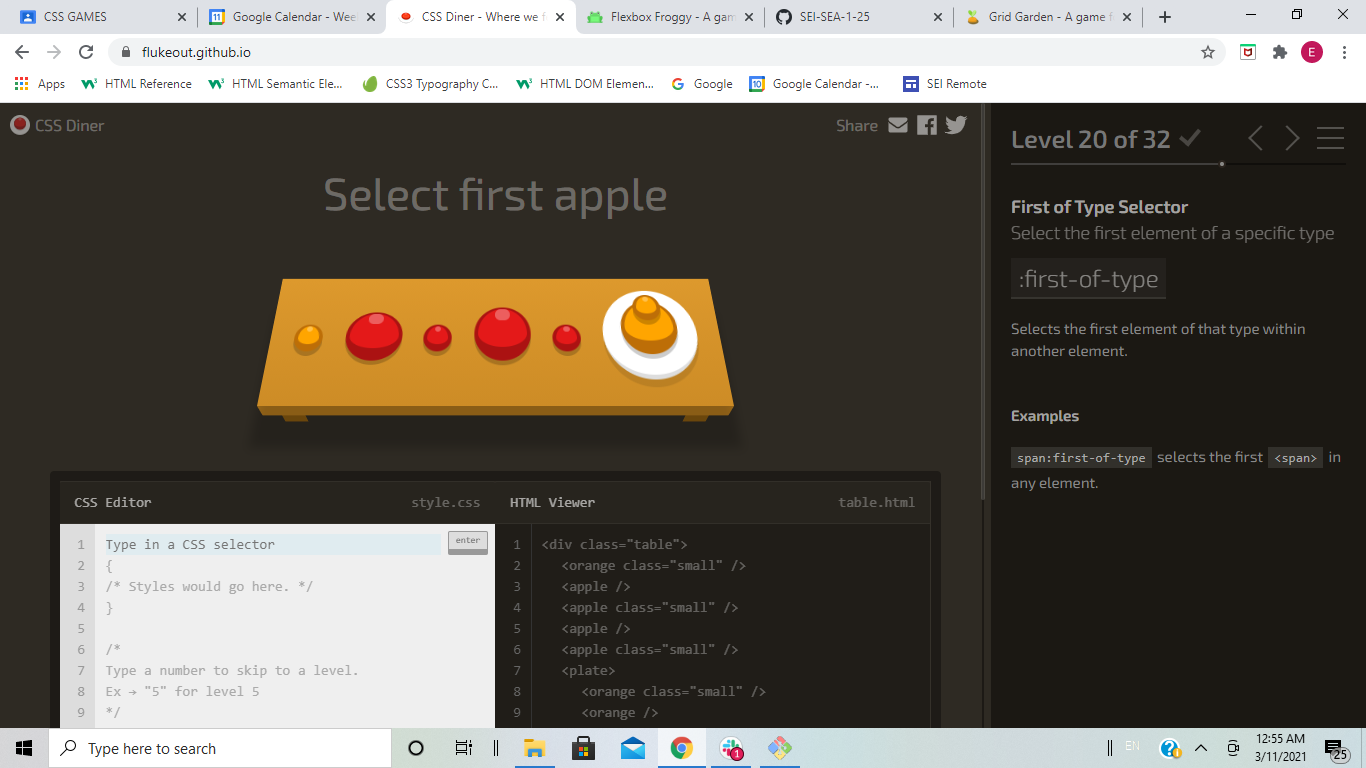 CSS GAMES
Google Calendar - Wee
CSS Diner - Where we f
Flexbox Froggy - A gam
SEI-SEA-1-25
Grid Garden - A game f
flukeout.github.io
E
Apps
HTML Reference
HTML Semantic Ele...
CSS3 Typography C...
HTML DOM Elemen...
Google
Google Calendar -...
SEI Remote
CSS Diner
Share
Select first apple
CSS Editor
style.css
1 Type in a CSS selector
enter
2 {
3 /* Styles would go here. */
4 }
5
6 /*
7 Type a number to skip to a level.
8 Ex → "5" for level 5
9 */
HTML Viewer
table.html
1 <div class="table">
2 <orange class="small" />
3 <apple />
4 <apple class="small" />
5 <apple />
6 <apple class="small" />
7 <plate>
8 <orange class="small" />
9 <orange />
Level 20 of 32
First of Type Selector
Select the first element of a specific type
:first-of-type
Selects the first element of that type within
another element.
Examples
span:first-of-type selects the first <span> in
any element.
Type here to search
1
EN
12:55 AM
3/11/2021
25